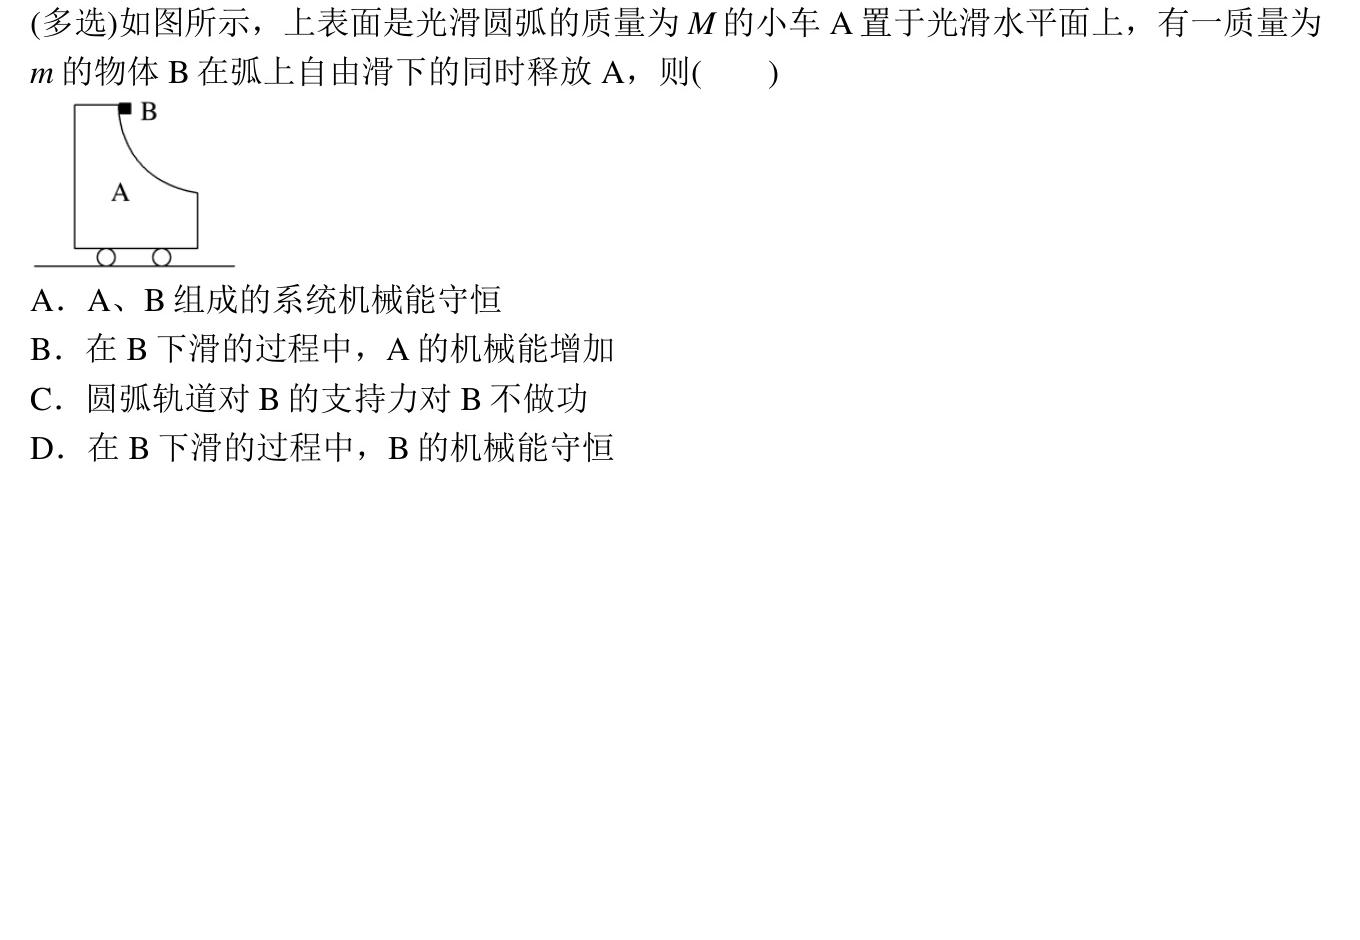 (多选)如图所示，上表面是光滑圆弧的质量为 M 的小车 A 置于光滑水平面上，有一质量为
m 的物体 B 在弧上自由滑下的同时释放 A，则(　　)
B
A
A．A、B 组成的系统机械能守恒
B．在 B 下滑的过程中，A 的机械能增加
C．圆弧轨道对 B 的支持力对 B 不做功
D．在 B 下滑的过程中，B 的机械能守恒